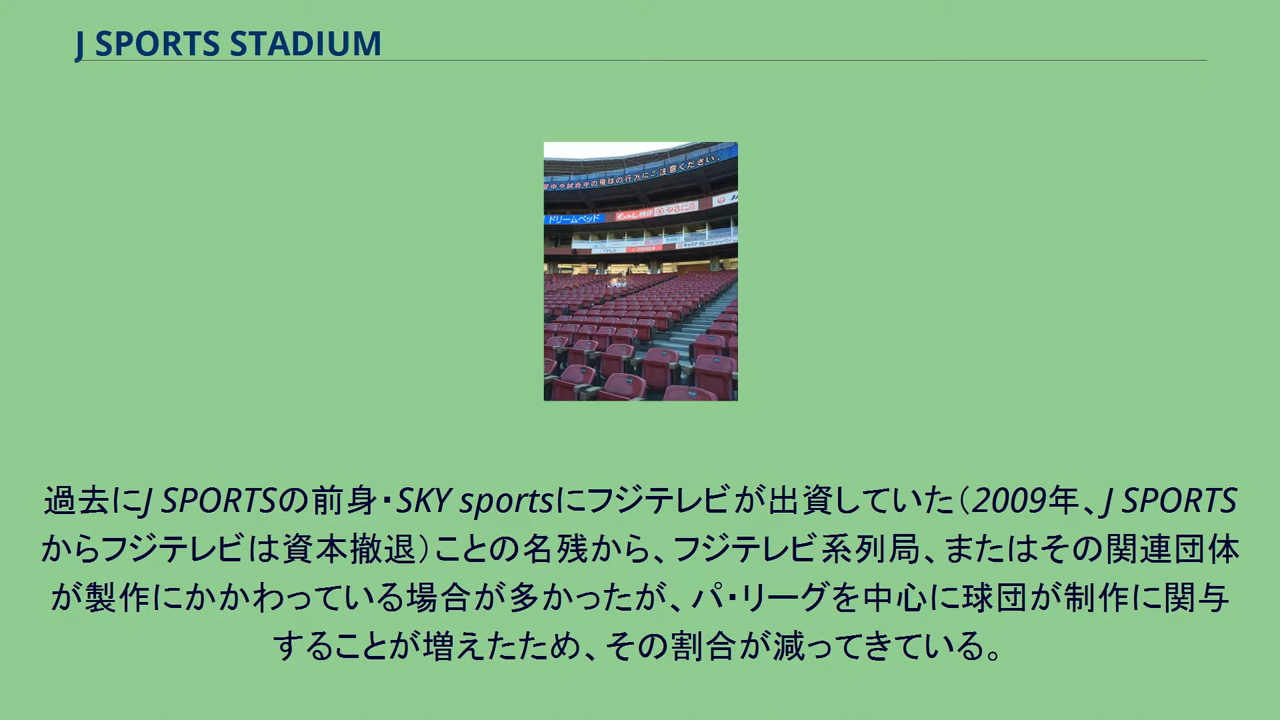 J SPORTS STADIUM
ドリームベッド
過去にJ SPORTSの前身・SKY sportsにフジテレビが出資していた（2009年、J SPORTS
からフジテレビは資本撤退）ことの名残から、フジテレビ系列局、またはその関連団体
が製作にかかわっている場合が多かったが、パ・リーグを中心に球団が制作に関与
することが増えたため、その割合が減ってきている。